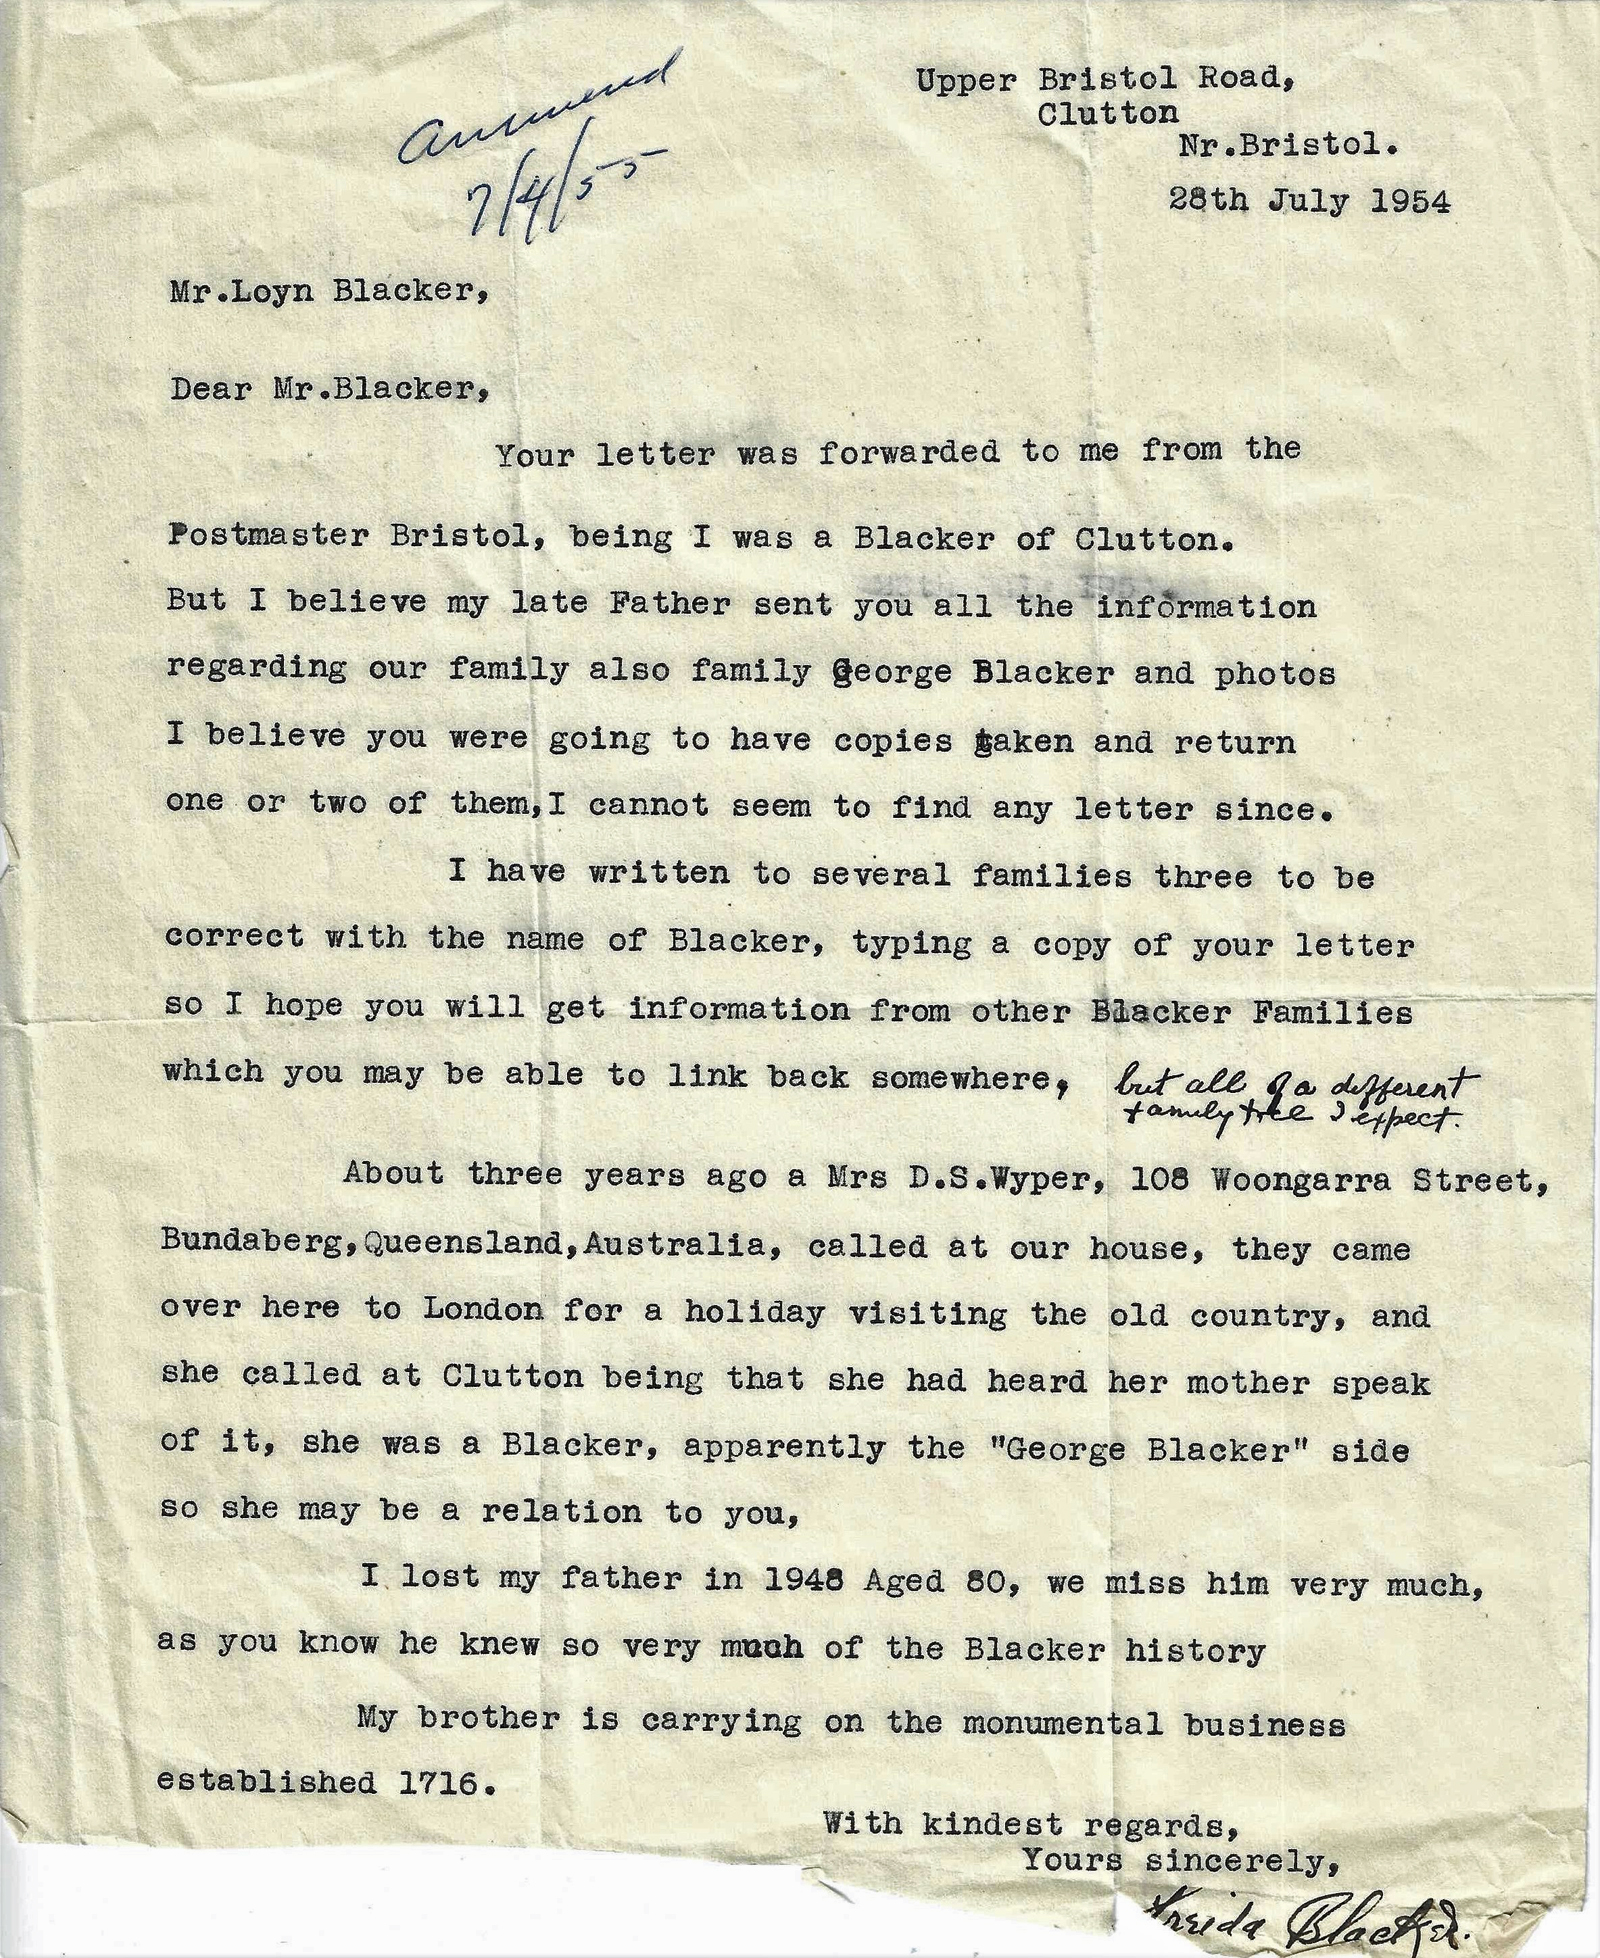 Answered
7/4/55
Upper Bristol Road,
Clutton
Nr.Bristol.
28th July 1954
Mr.Loyn Blacker,
Dear Mr.Blacker,
Your letter was forwarded to me from the
Postmaster Bristol, being I was a Blacker of Clutton.
But I believe my late Father sent you all the information
regarding our family also family George Blacker and photos
I believe you were going to have copies taken and return
one or two of them,I cannot seem to find any letter since.
I have written to several families three to be
correct with the name of Blacker, typing a copy of your letter
so I hope you will get information from other Blacker Families
which you may be able to link back somewhere, but all of a different
family tree I expect.
About three years ago a Mrs D.S.Wyper, 108 Woongarra Street,
Bundaberg,Queensland,Australia, called at our house, they came
over here to London for a holiday visiting the old country, and
she called at Clutton being that she had heard her mother speak
of it, she was a Blacker, apparently the "George Blacker" side
so she may be a relation to you,
I lost my father in 1948 Aged 80, we miss him very much,
as you know he knew so very much of the Blacker history
My brother is carrying on the monumental business
established 1716.
With kindest regards,
Yours sincerely,
Freida Blacker.